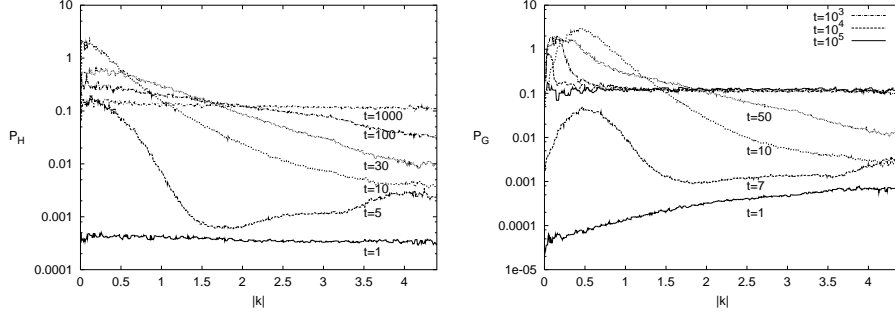 10
1
0.1
0.01
0.001
0.0001
P_H
0
0.5
1
1.5
2
2.5
3
3.5
4
|k|
t=1000
t=100
t=30
t=10
t=5
t=1
10
1
0.1
0.01
0.001
0.0001
1e-05
P_G
0
0.5
1
1.5
2
2.5
3
3.5
4
|k|
t=10^3
t=10^4
t=10^5
t=50
t=10
t=7
t=1